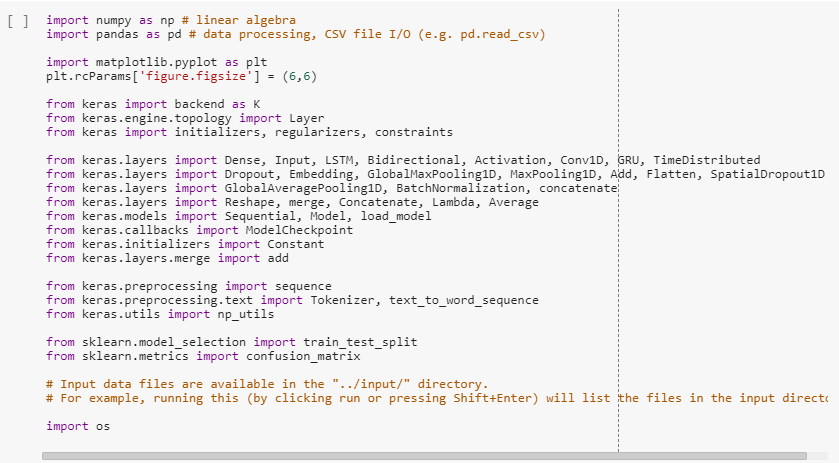 [ ] import numpy as np # linear algebra
import pandas as pd # data processing, CSV file I/O (e.g. pd.read_csv)
import matplotlib.pyplot as plt
plt.rcParams['figure.figsize'] = (6,6)
from keras import backend as K
from keras.engine.topology import Layer
from keras import initializers, regularizers, constraints
from keras.layers import Dense, Input, LSTM, Bidirectional, Activation, Conv1D, GRU, TimeDistributed
from keras.layers import Dropout, Embedding, GlobalMaxPooling1D, MaxPooling1D, Add, Flatten, SpatialDropout1D
from keras.layers import GlobalAveragePooling1D, BatchNormalization, concatenate
from keras.layers import Reshape, merge, Concatenate, Lambda, Average
from keras.models import Sequential, Model, load_model
from keras.callbacks import ModelCheckpoint
from keras.initializers import Constant
from keras.layers.merge import add
from keras.preprocessing import sequence
from keras.preprocessing.text import Tokenizer, text_to_word_sequence
from keras.utils import np_utils
from sklearn.model_selection import train_test_split
from sklearn.metrics import confusion_matrix
# Input data files are available in the "../input/" directory.
# For example, running this (by clicking run or pressing Shift+Enter) will list the files in the input
import os